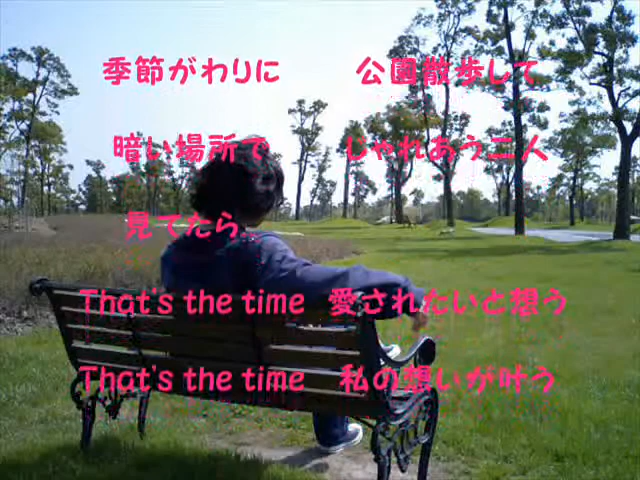 季節がわりに 公園散歩して
暗い場所で じゃれあう二人
見てたら...
That's the time 愛されたいと想う
That's the time 私の想いが叶う